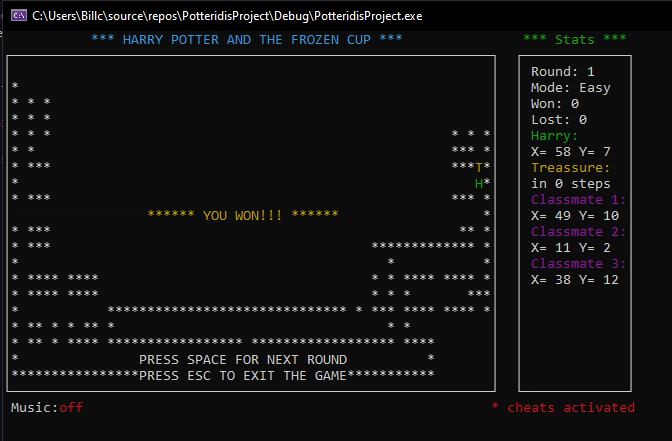 C:\Users\Billc\source\repos\PotteridisProject\Debug\PotteridisProject.exe
*** HARRY POTTER AND THE FROZEN CUP ***
*
* * *
* * *
* * * * * *
* * *** *
* *** ***T*
* H*
* *** *** *
****** YOU WON!!! ****** *
* *** ** *
* *** ************* *
* * *
* **** **** * * **** **** *
* **** **** * * * ***
* ****************************** * *** **** **** *
* ** * * ** * * *
* ** * **** ***************** ****************** ****
* PRESS SPACE FOR NEXT ROUND *
****************PRESS ESC TO EXIT THE GAME***********
*** Stats ***
Round: 1
Mode: Easy
Won: 0
Lost: 0
Harry:
X= 58 Y= 7
Treassure:
in 0 steps
Classmate 1:
X= 49 Y= 10
Classmate 2:
X= 11 Y= 2
Classmate 3:
X= 38 Y= 12
Music:off
* cheats activated